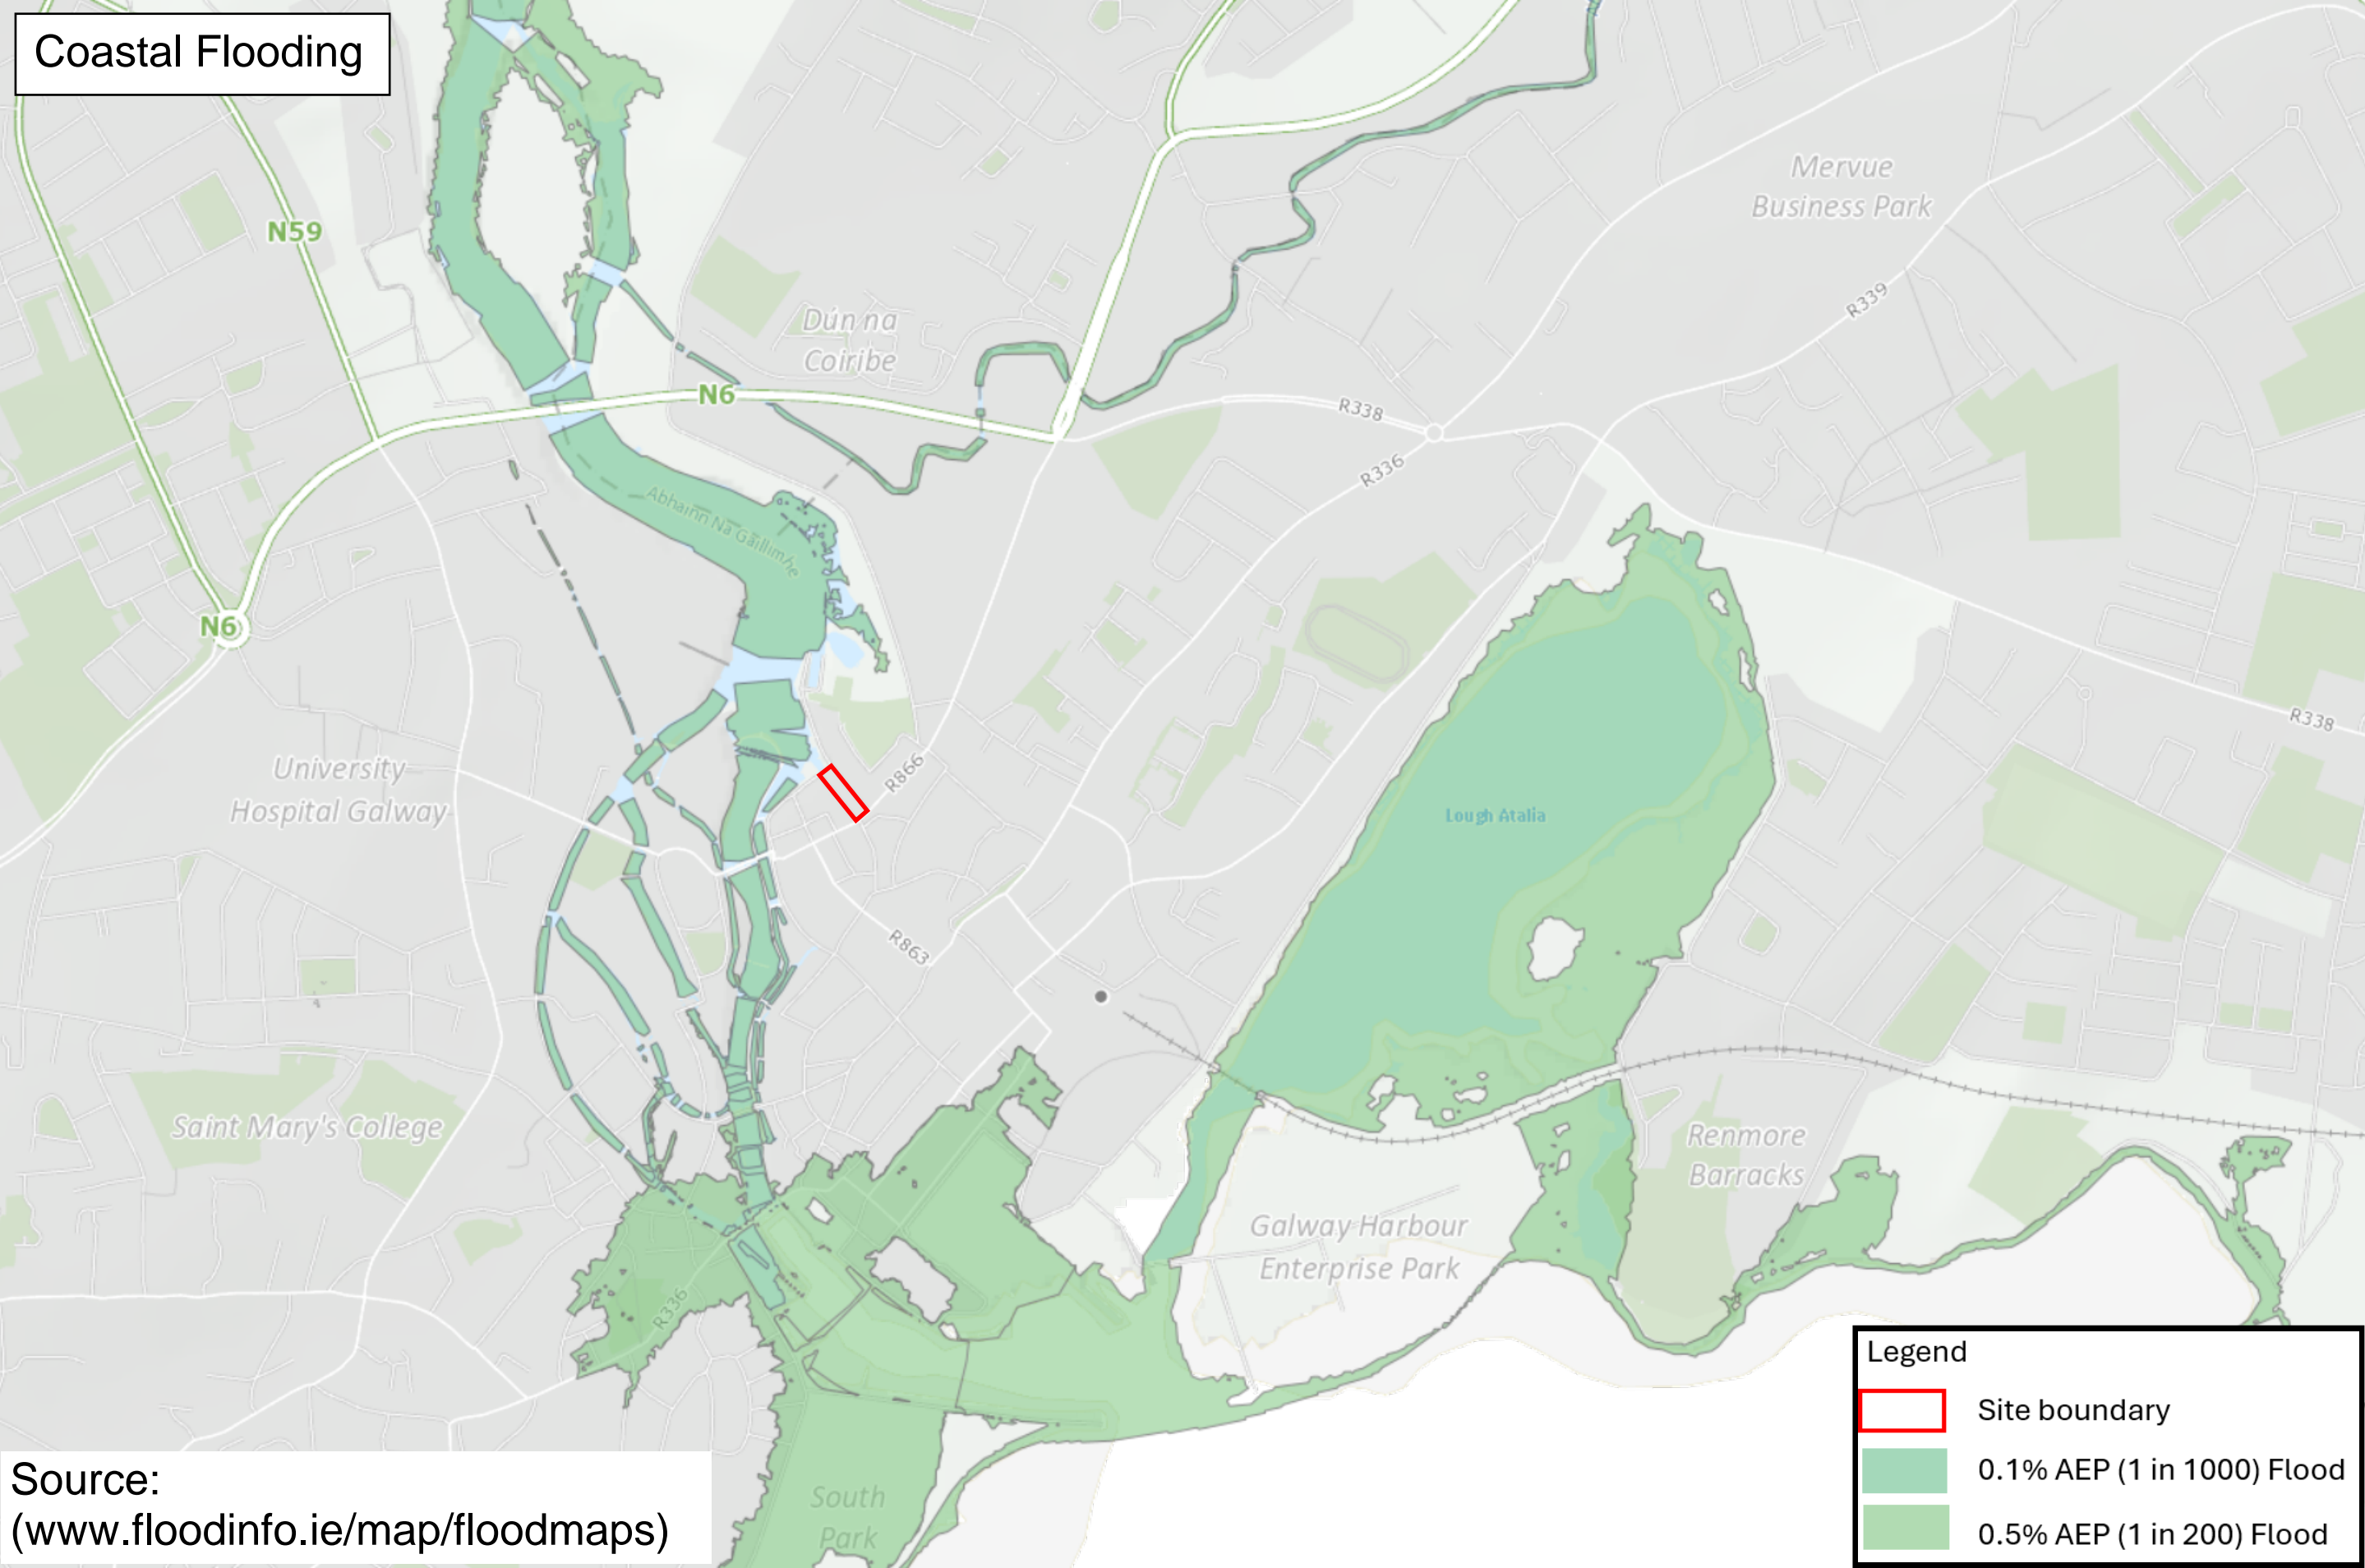 Coastal Flooding
N59
Mervue
Business Park
R339
Dún na
Coiribe
N6
R338
R336
Abhainn Na Gaillimhe
N6
R338
University
Hospital Galway
R866
Lough Atalia
R863
Saint Mary's College
Renmore
Barracks
Galway Harbour
Enterprise Park
R336
South
Park
Legend
Site boundary
0.1% AEP (1 in 1000) Flood
0.5% AEP (1 in 200) Flood
Source:
(www.floodinfo.ie/map/floodmaps)